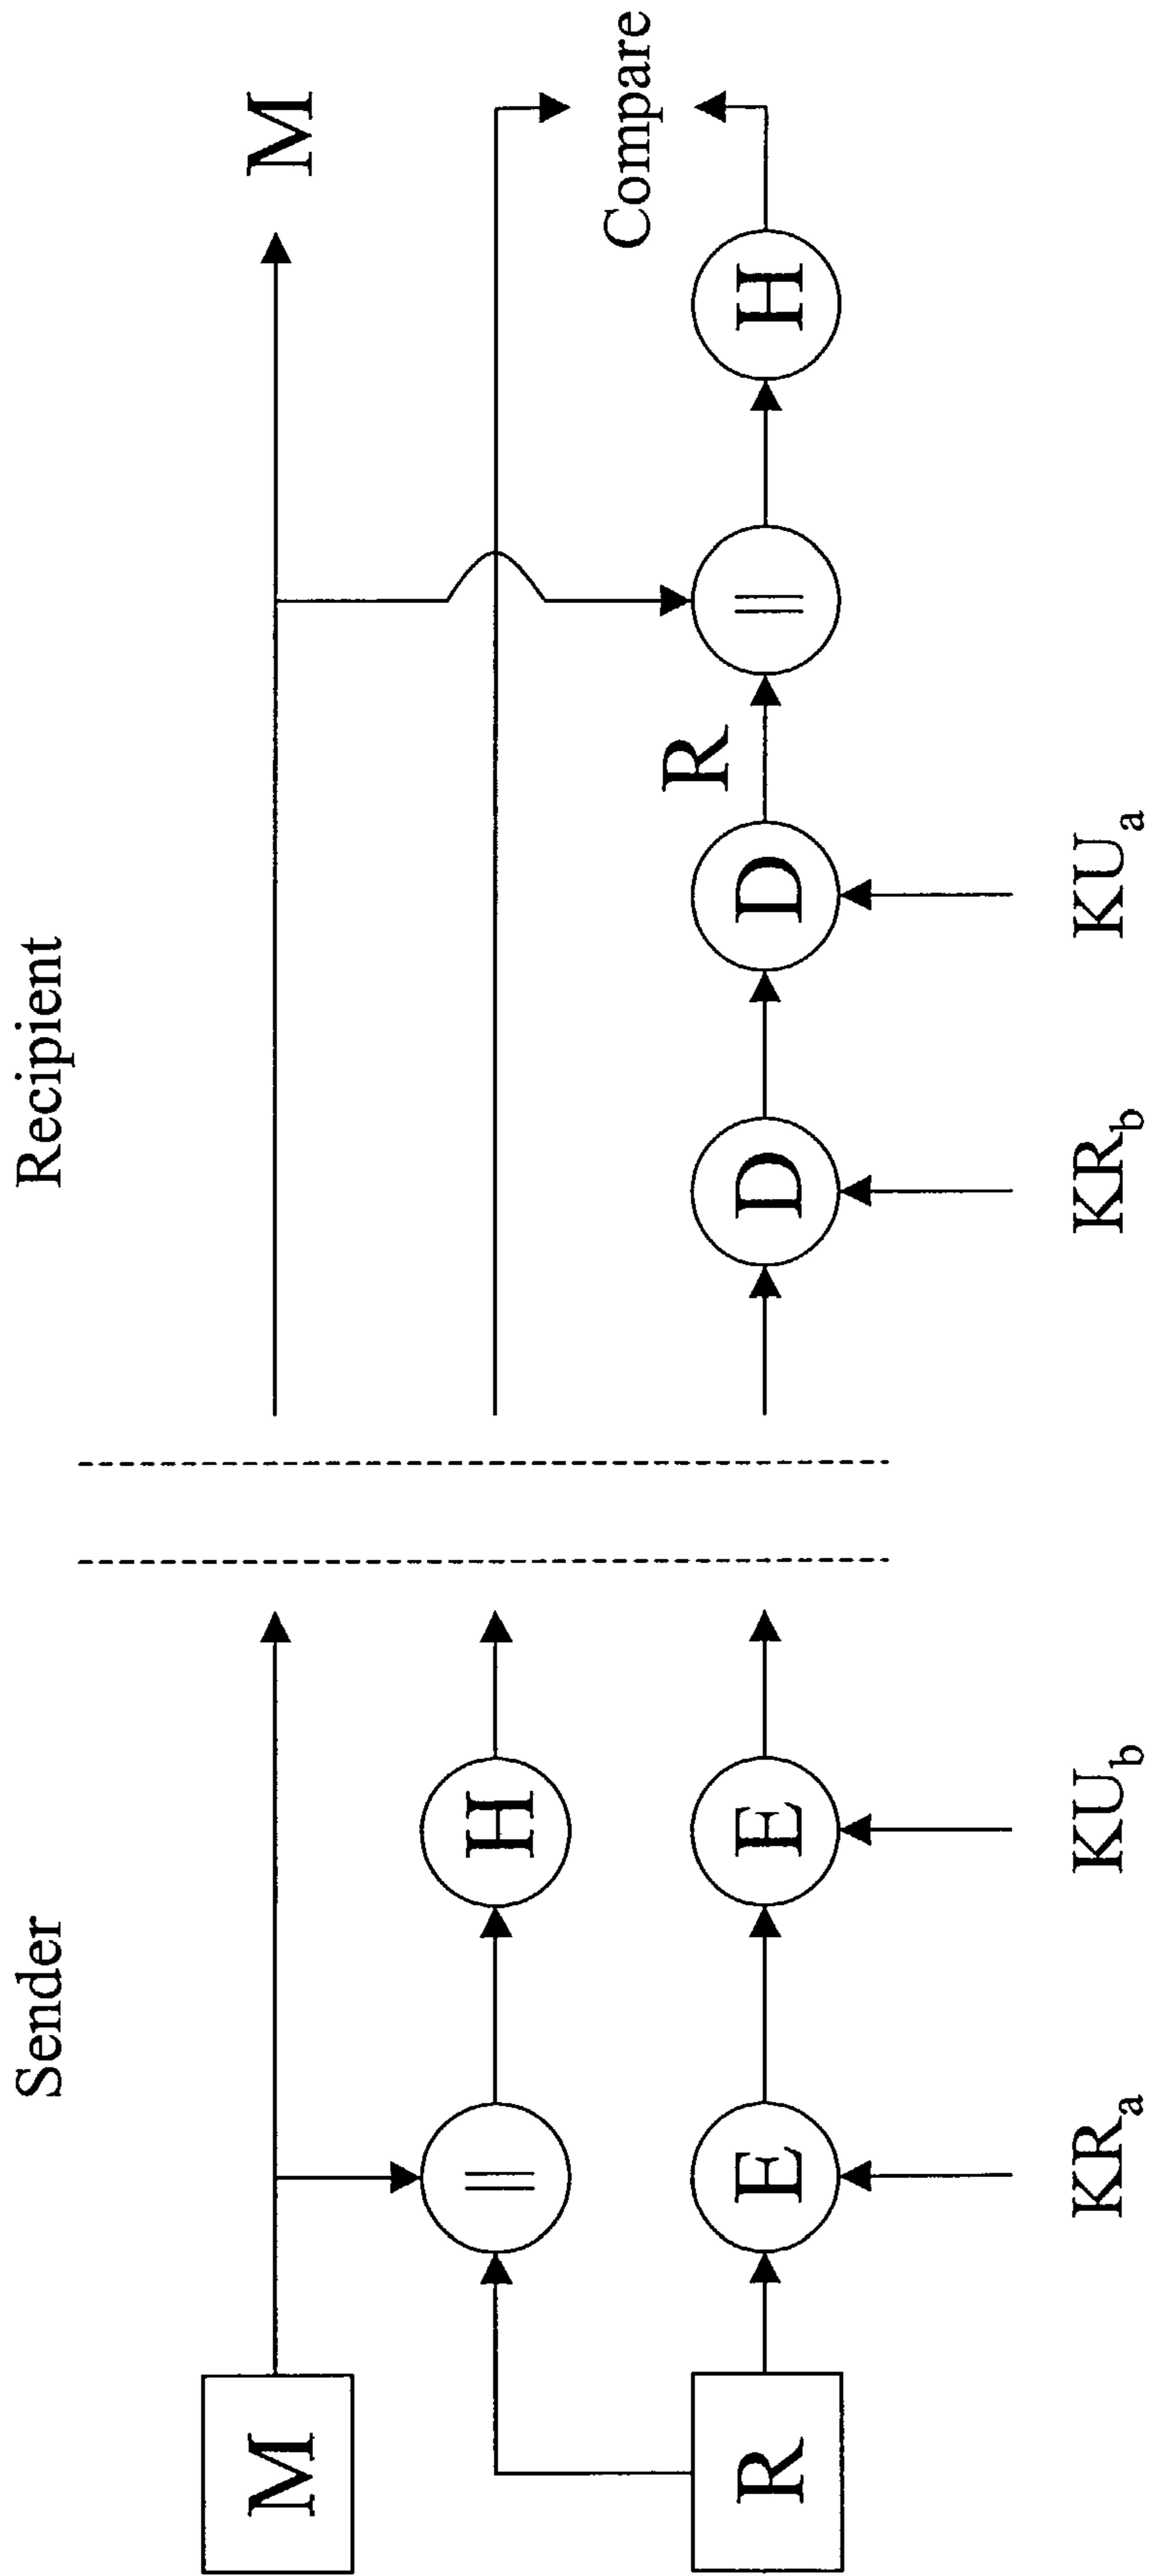 Sender
Recipient
M
M
||
H
Compare
R
E
E
D
D
R
||
H
KRa
KUb
KRb
KUa